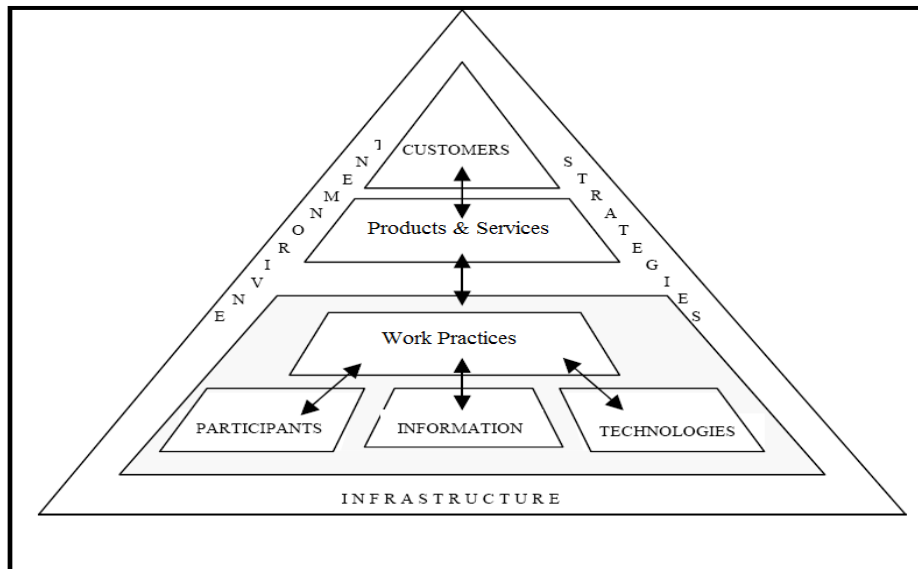 CUSTOMERS
ENVIRONMENT
STRATEGIES
Products & Services
Work Practices
PARTICIPANTS
INFORMATION
TECHNOLOGIES
INFRASTRUCTURE